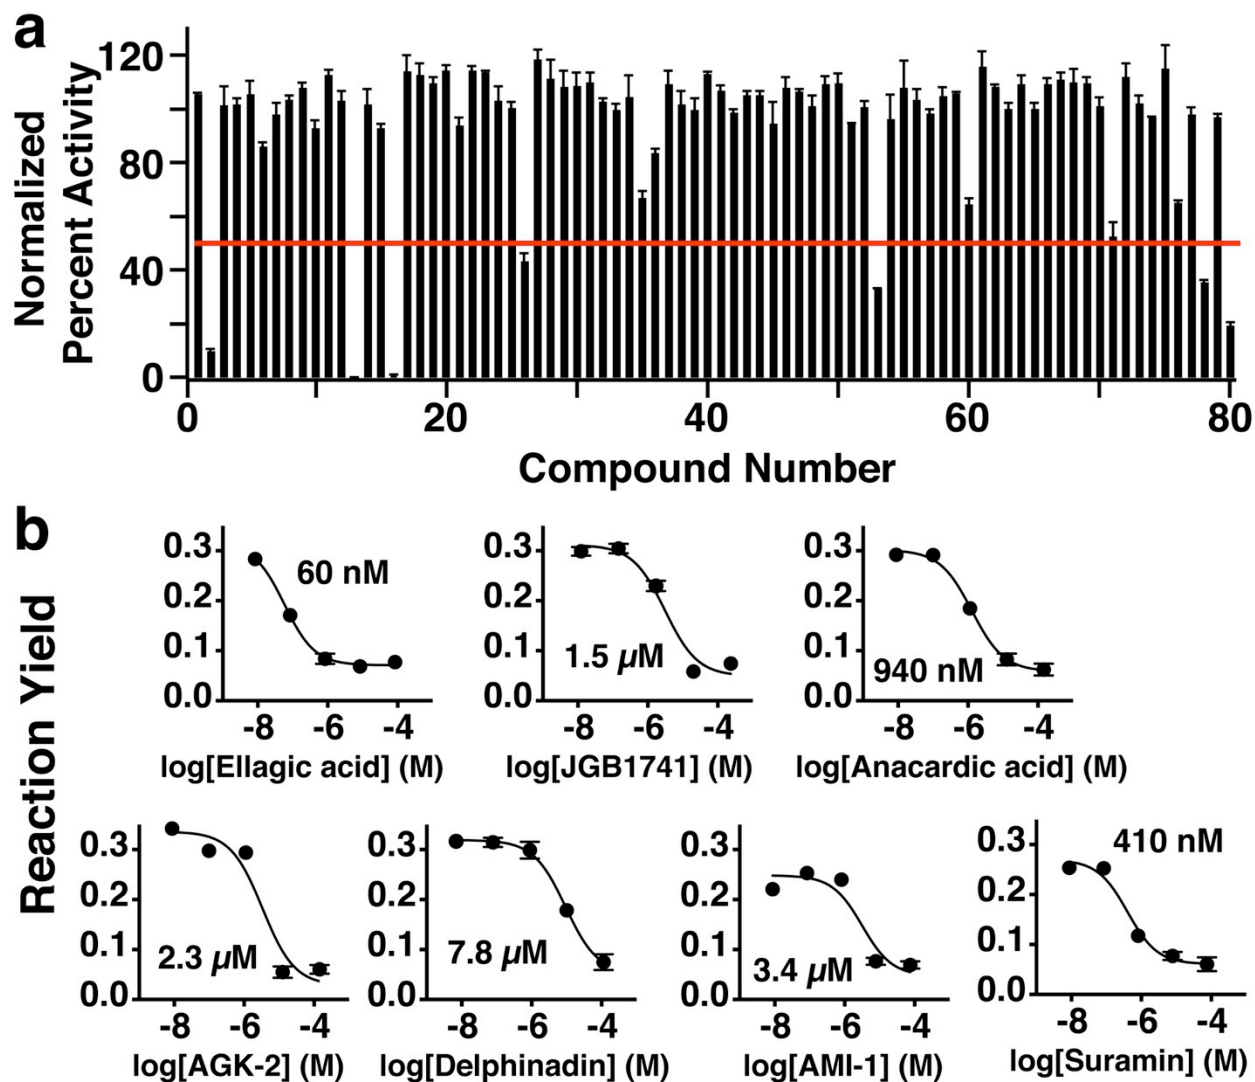 a
Normalized
Percent Activity
120
80
40
0
0 20 40 60 80
Compound Number
b
Reaction Yield
0.3
0.2
0.1
0.0
60 nM
-8 -6 -4
log[Ellagic acid] (M)
0.3
0.2
0.1
0.0
1.5 µM
-8 -6 -4
log[JGB1741] (M)
0.3
0.2
0.1
0.0
940 nM
-8 -6 -4
log[Anacardic acid] (M)
0.3
0.2
0.1
0.0
2.3 µM
-8 -6 -4
log[AGK-2] (M)
0.3
0.2
0.1
0.0
7.8 µM
-8 -6 -4
log[Delphinadin] (M)
0.3
0.2
0.1
0.0
3.4 µM
-8 -6 -4
log[AMI-1] (M)
0.3
0.2
0.1
0.0
410 nM
-8 -6 -4
log[Suramin] (M)